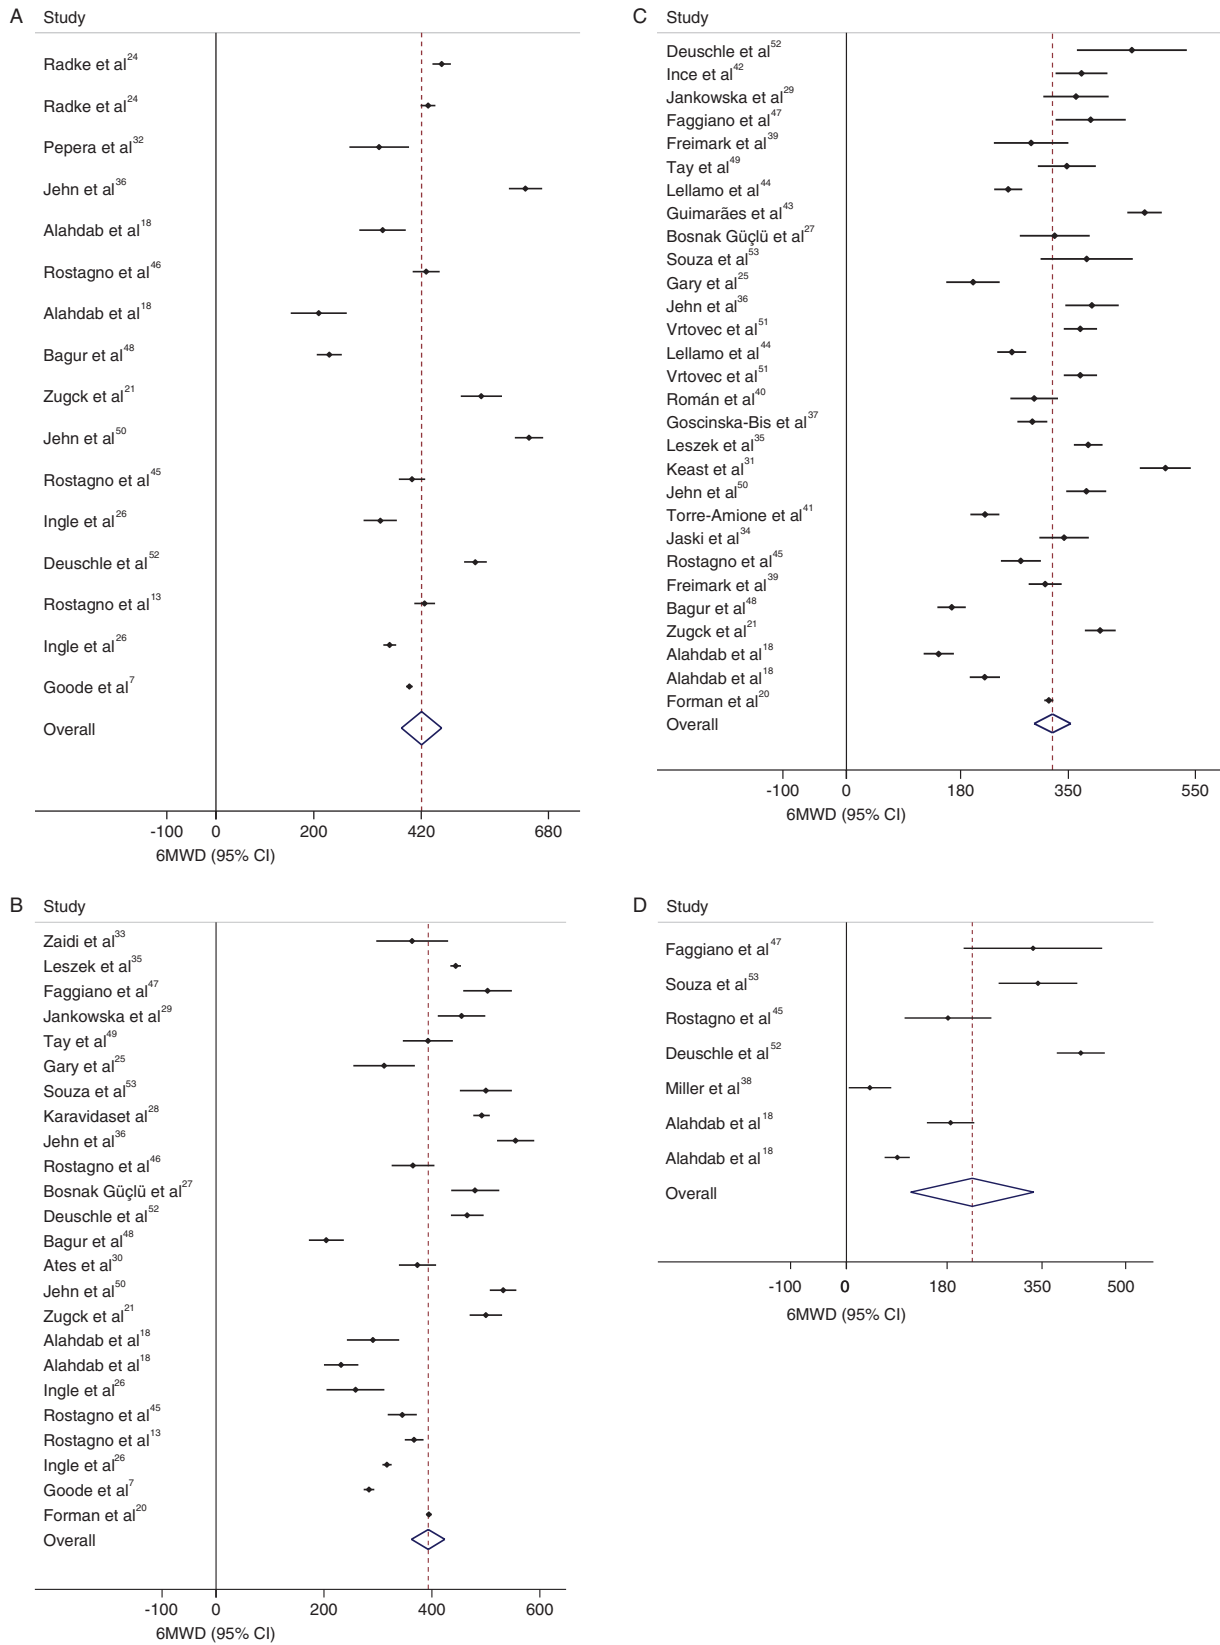 A Study
Radke et al24
Radke et al24
Pepera et al32
Jehn et al36
Alahdab et al18
Rostagno et al46
Alahdab et al18
Bagur et al48
Zugck et al21
Jehn et al50
Rostagno et al45
Ingle et al26
Deuschle et al52
Rostagno et al13
Ingle et al26
Goode et al7
Overall
-100 0 200 420 680
6MWD (95% CI)
B Study
Zaidi et al33
Leszek et al35
Faggiano et al47
Jankowska et al29
Tay et al49
Gary et al25
Souza et al53
Karavidaset al28
Jehn et al36
Rostagno et al46
Bosnak Güçlü et al27
Deuschle et al52
Bagur et al48
Ates et al30
Jehn et al50
Zugck et al21
Alahdab et al18
Alahdab et al18
Ingle et al26
Rostagno et al45
Rostagno et al13
Ingle et al26
Goode et al7
Forman et al20
Overall
-100 0 200 400 600
6MWD (95% CI)
C Study
Deuschle et al52
Ince et al42
Jankowska et al29
Faggiano et al47
Freimark et al39
Tay et al49
Lellamo et al44
Guimarães et al43
Bosnak Güçlü et al27
Souza et al53
Gary et al25
Jehn et al36
Vrtovec et al51
Lellamo et al44
Vrtovec et al51
Román et al40
Goscinska-Bis et al37
Leszek et al35
Keast et al31
Jehn et al50
Torre-Amione et al41
Jaski et al34
Rostagno et al45
Freimark et al39
Bagur et al48
Zugck et al21
Alahdab et al18
Alahdab et al18
Forman et al20
Overall
-100 0 180 350 550
6MWD (95% CI)
D Study
Faggiano et al47
Souza et al53
Rostagno et al45
Deuschle et al52
Miller et al38
Alahdab et al18
Alahdab et al18
Overall
-100 0 180 350 500
6MWD (95% CI)